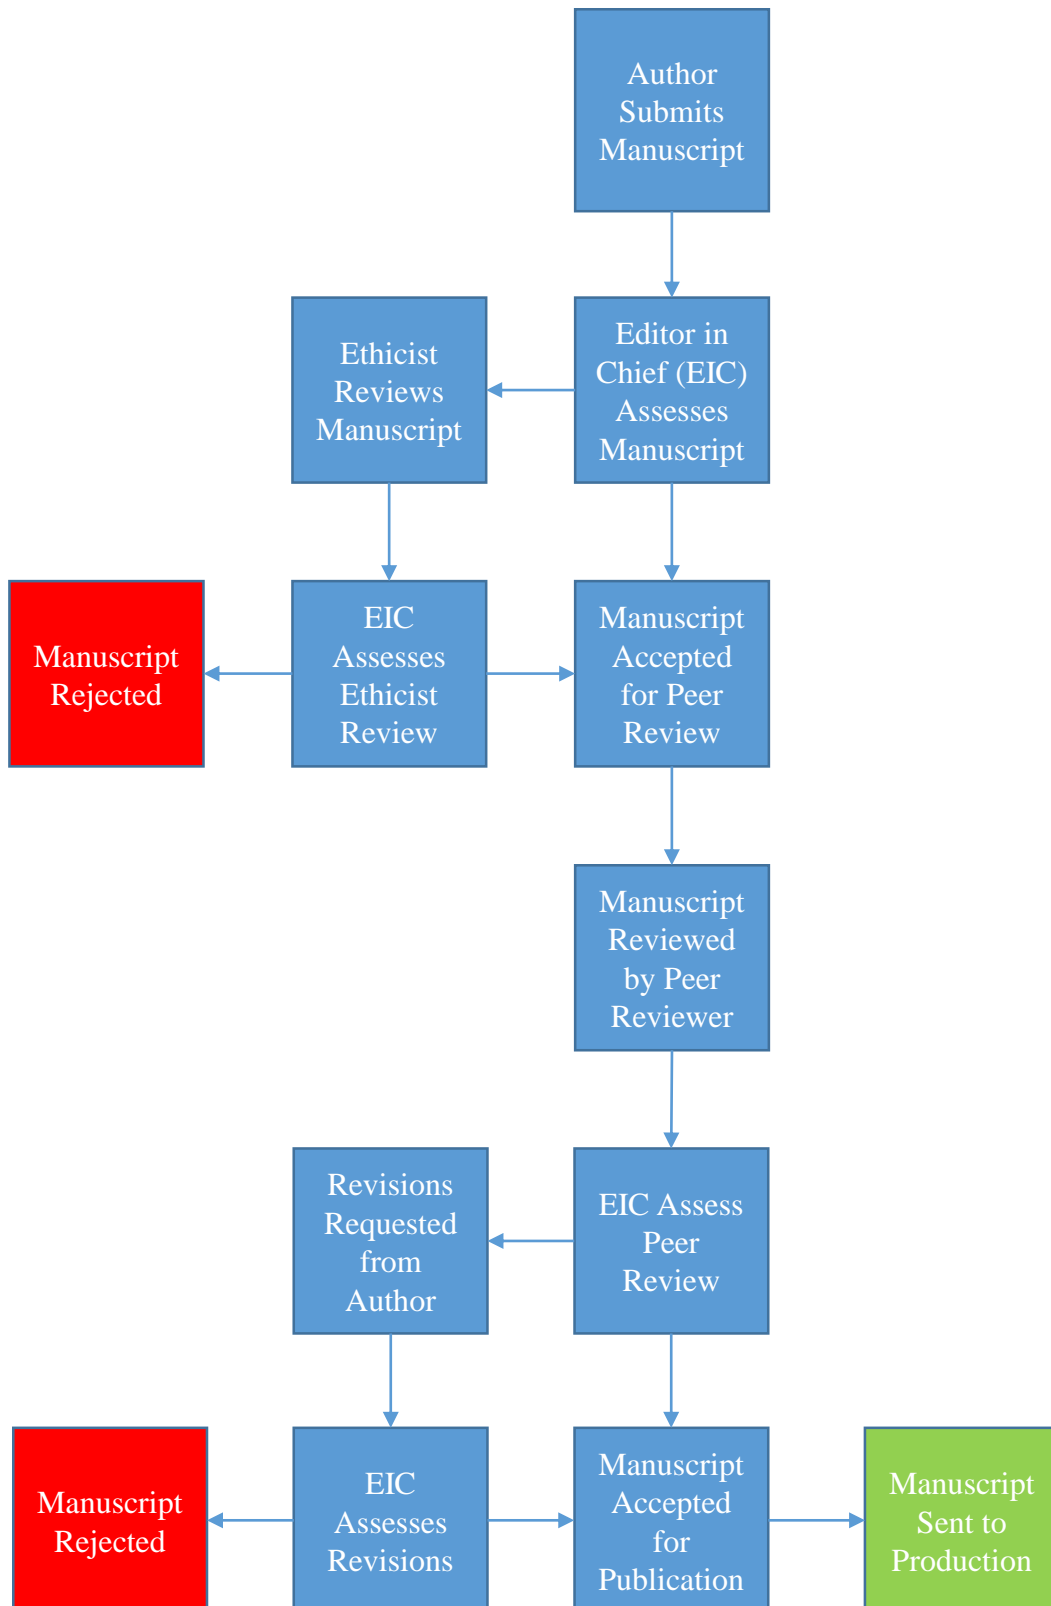 Author
Submits
Manuscript
Ethicist
Reviews
Manuscript
Editor in
Chief (EIC)
Assesses
Manuscript
Manuscript
Rejected
EIC
Assesses
Ethicist
Review
Manuscript
Accepted
for Peer
Review
Manuscript
Reviewed
by Peer
Reviewer
Revisions
Requested
from
Author
EIC Assess
Peer
Review
Manuscript
Rejected
EIC
Assesses
Revisions
Manuscript
Accepted
for
Publication
Manuscript
Sent to
Production